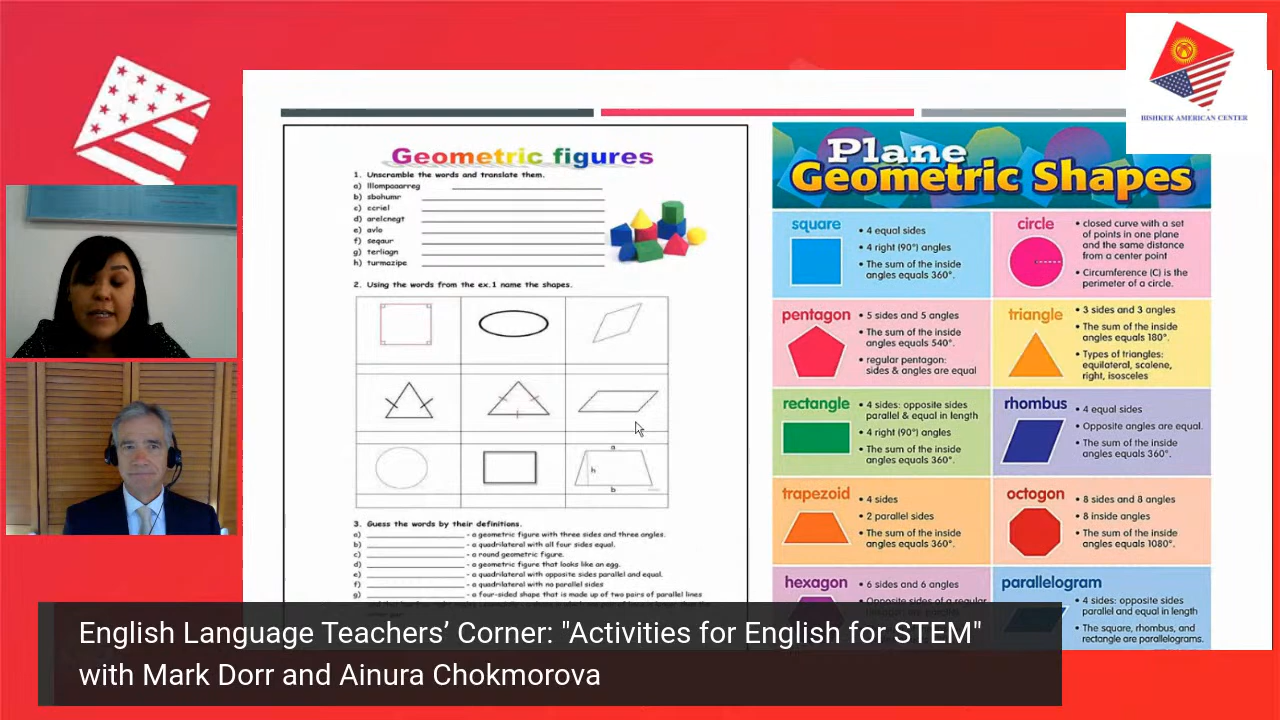 BISHKEK AMERICAN CENTER
Geometric figures
1. Unscramble the words and translate them.
a) lllompaaarreg
b) sbohumr
c) ccriel
d) arelcnegt
e) avlo
f) seqaur
g) terliagn
h) turmazipe
2. Using the words from the ex.1 name the shapes.
a
h
b
3. Guess the words by their definitions.
a) - a geometric figure with three sides and three angles.
b) - a quadrilateral with all four sides equal.
c) - a round geometric figure.
d) - a geometric figure that looks like an egg.
e) - a quadrilateral with opposite sides parallel and equal.
f) - a quadrilateral with no parallel sides
g) - a four-sided shape that is made up of two pairs of parallel lines
Plane
Geometric Shapes
square
• 4 equal sides
• 4 right (90°) angles
• The sum of the inside
angles equals 360°.
circle
• closed curve with a set
of points in one plane
and the same distance
from a center point
• Circumference (C) is the
perimeter of a circle.
pentagon
• 5 sides and 5 angles
• The sum of the inside
angles equals 540°.
• regular pentagon:
sides & angles are equal
triangle
• 3 sides and 3 angles
• The sum of the inside
angles equals 180°.
• Types of triangles:
equilateral, scalene,
right, isosceles
rectangle
• 4 sides: opposite sides
parallel & equal in length
• 4 right (90°) angles
• The sum of the inside
angles equals 360°.
rhombus
• 4 equal sides
• Opposite angles are equal.
• The sum of the inside
angles equals 360°.
trapezoid
• 4 sides
• 2 parallel sides
• The sum of the inside
angles equals 360°.
octogon
• 8 sides and 8 angles
• 8 inside angles
• The sum of the inside
angles equals 1080°.
hexagon
• 6 sides and 6 angles
• Opposite sides of a regular
parallelogram
• 4 sides: opposite sides
parallel and equal in length
• The square, rhombus, and
rectangle are parallelograms.
English Language Teachers’ Corner: "Activities for English for STEM"
with Mark Dorr and Ainura Chokmorova